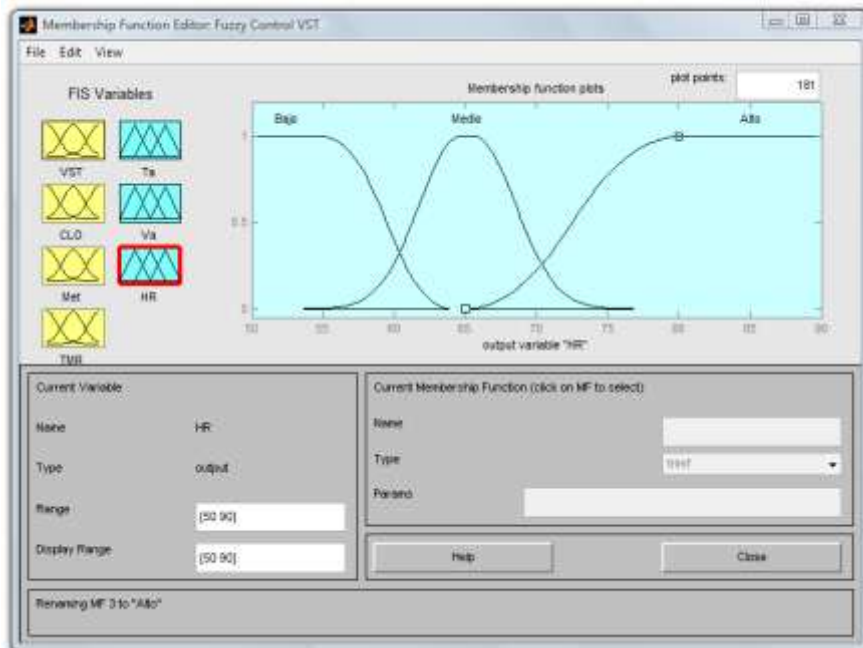 Membership Function Editor: Fuzzy Control VST
File Edit View
FIS Variables
VST Ta
CLO Va
Met HR
TMR
plot points: 181
Membership function plots
Bajo Medio Alto
1
0.5
0
50 55 60 65 70 75 80 85 90
output variable "HR"
Current Variable
Name HR
Type output
Range [50 90]
Display Range [50 90]
Current Membership Function (click on MF to select)
Name
Type
Params
Help Close
Renaming MF 3 to "Alto"